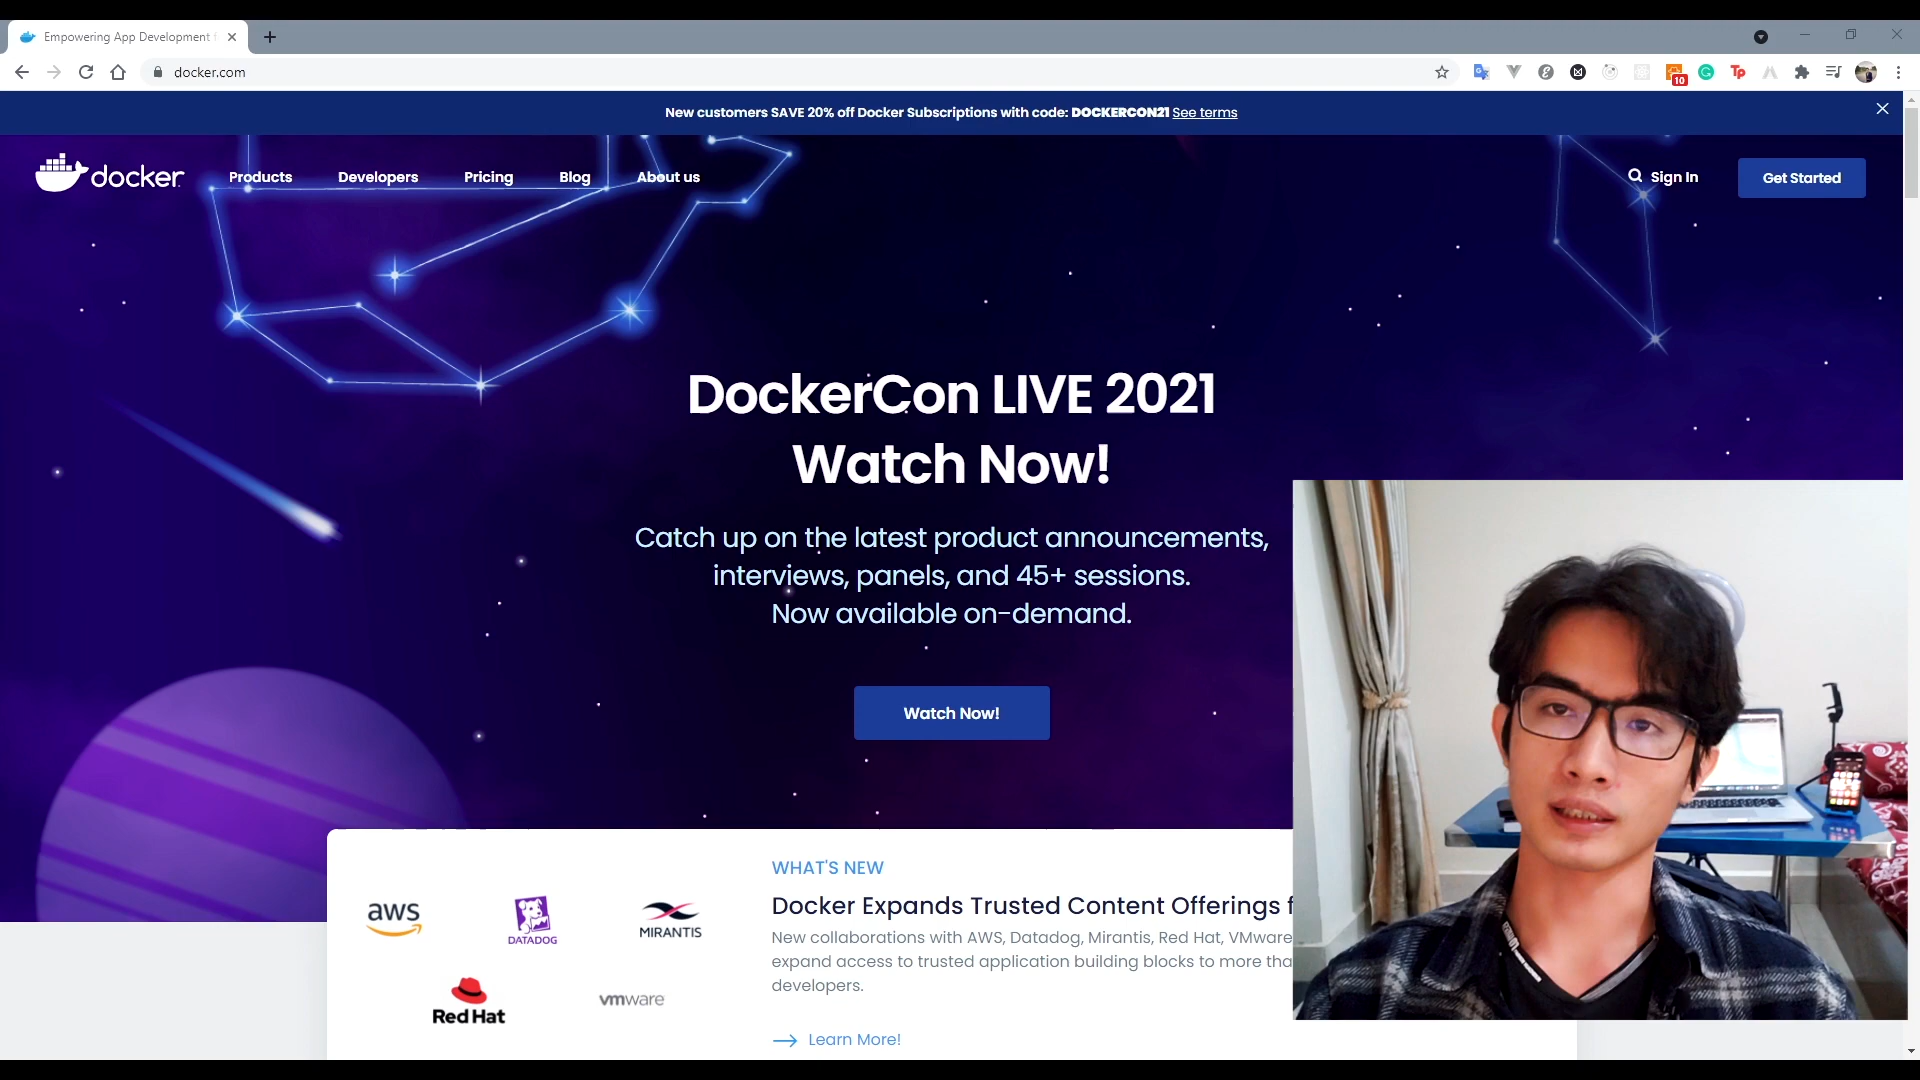 Empowering App Development f
docker.com
10
Tp
New customers SAVE 20% off Docker Subscriptions with code: DOCKERCON21 See terms
docker
Products
Developers
Pricing
Blog
About us
Sign In
Get Started
DockerCon LIVE 2021
Watch Now!
Catch up on the latest product announcements,
interviews, panels, and 45+ sessions.
Now available on-demand.
Watch Now!
WHAT'S NEW
aws
DATADOG
MIRANTIS
Docker Expands Trusted Content Offerings f
New collaborations with AWS, Datadog, Mirantis, Red Hat, VMware
expand access to trusted application building blocks to more tha
developers.
Red Hat
vmware
Learn More!